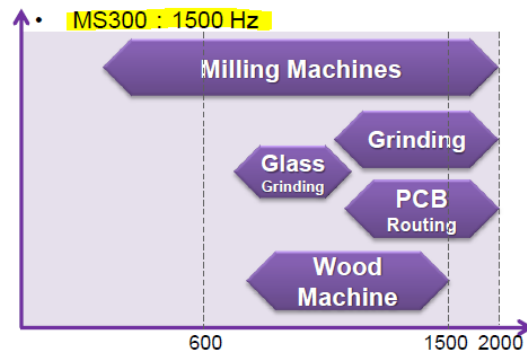 • MS300：1500 Hz
Milling Machines
Grinding
Glass
Grinding
PCB
Routing
Wood
Machine
600 1500 2000